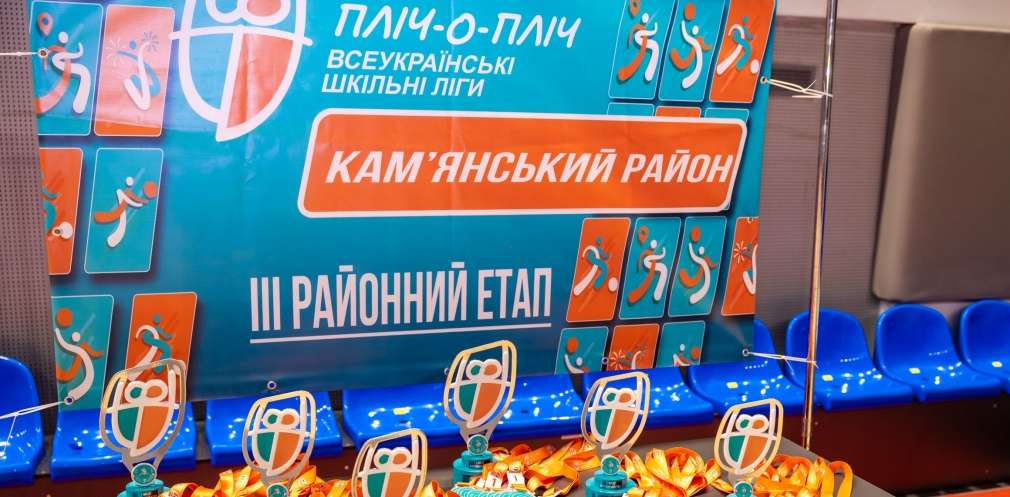 ПЛІЧ-О-ПЛІЧ
ВСЕУКРАЇНСЬКІ
ШКІЛЬНІ ЛІГИ
КАМ’ЯНСЬКИЙ РАЙОН
ІІІ РАЙОННИЙ ЕТАП